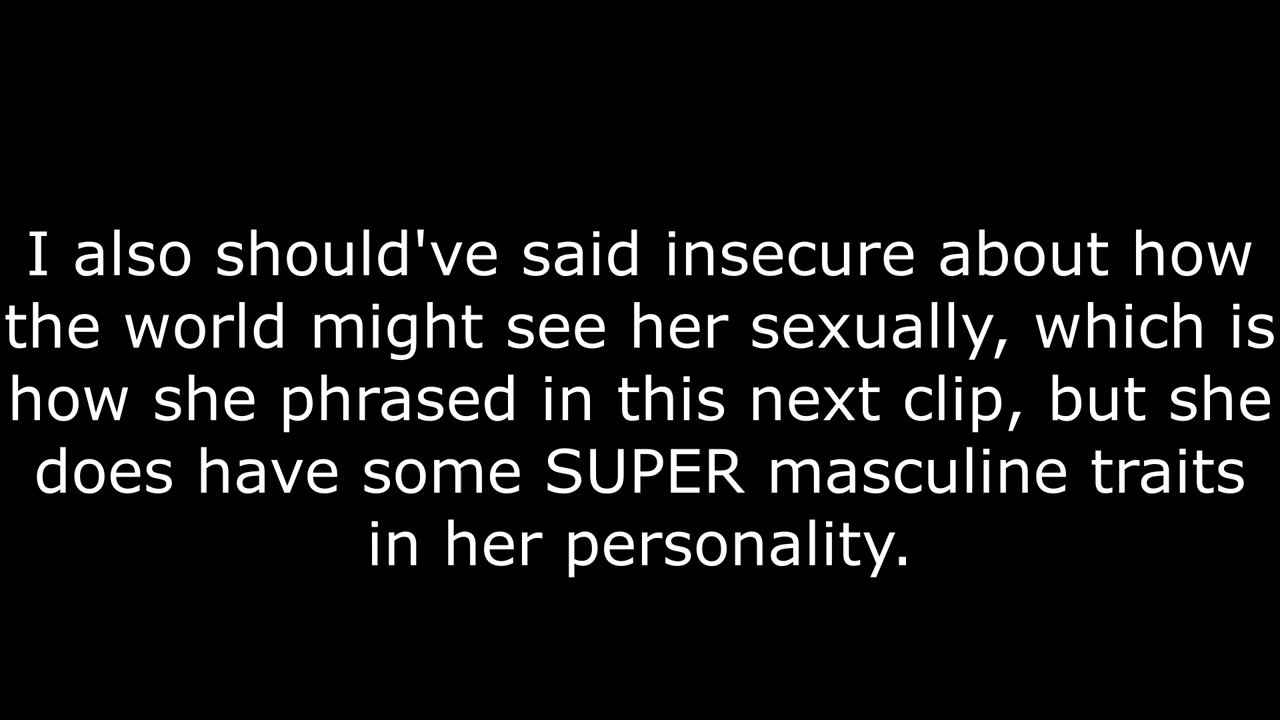 I also should've said insecure about how
the world might see her sexually, which is
how she phrased in this next clip, but she
does have some SUPER masculine traits
in her personality.